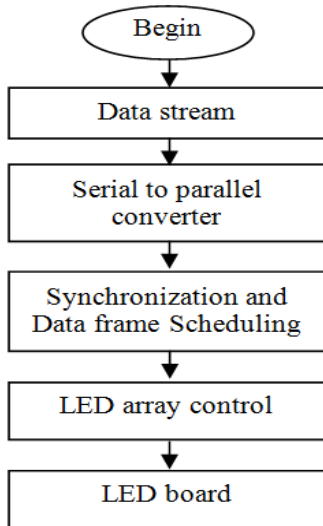 Begin
Data stream
Serial to parallel
converter
Synchronization and
Data frame Scheduling
LED array control
LED board